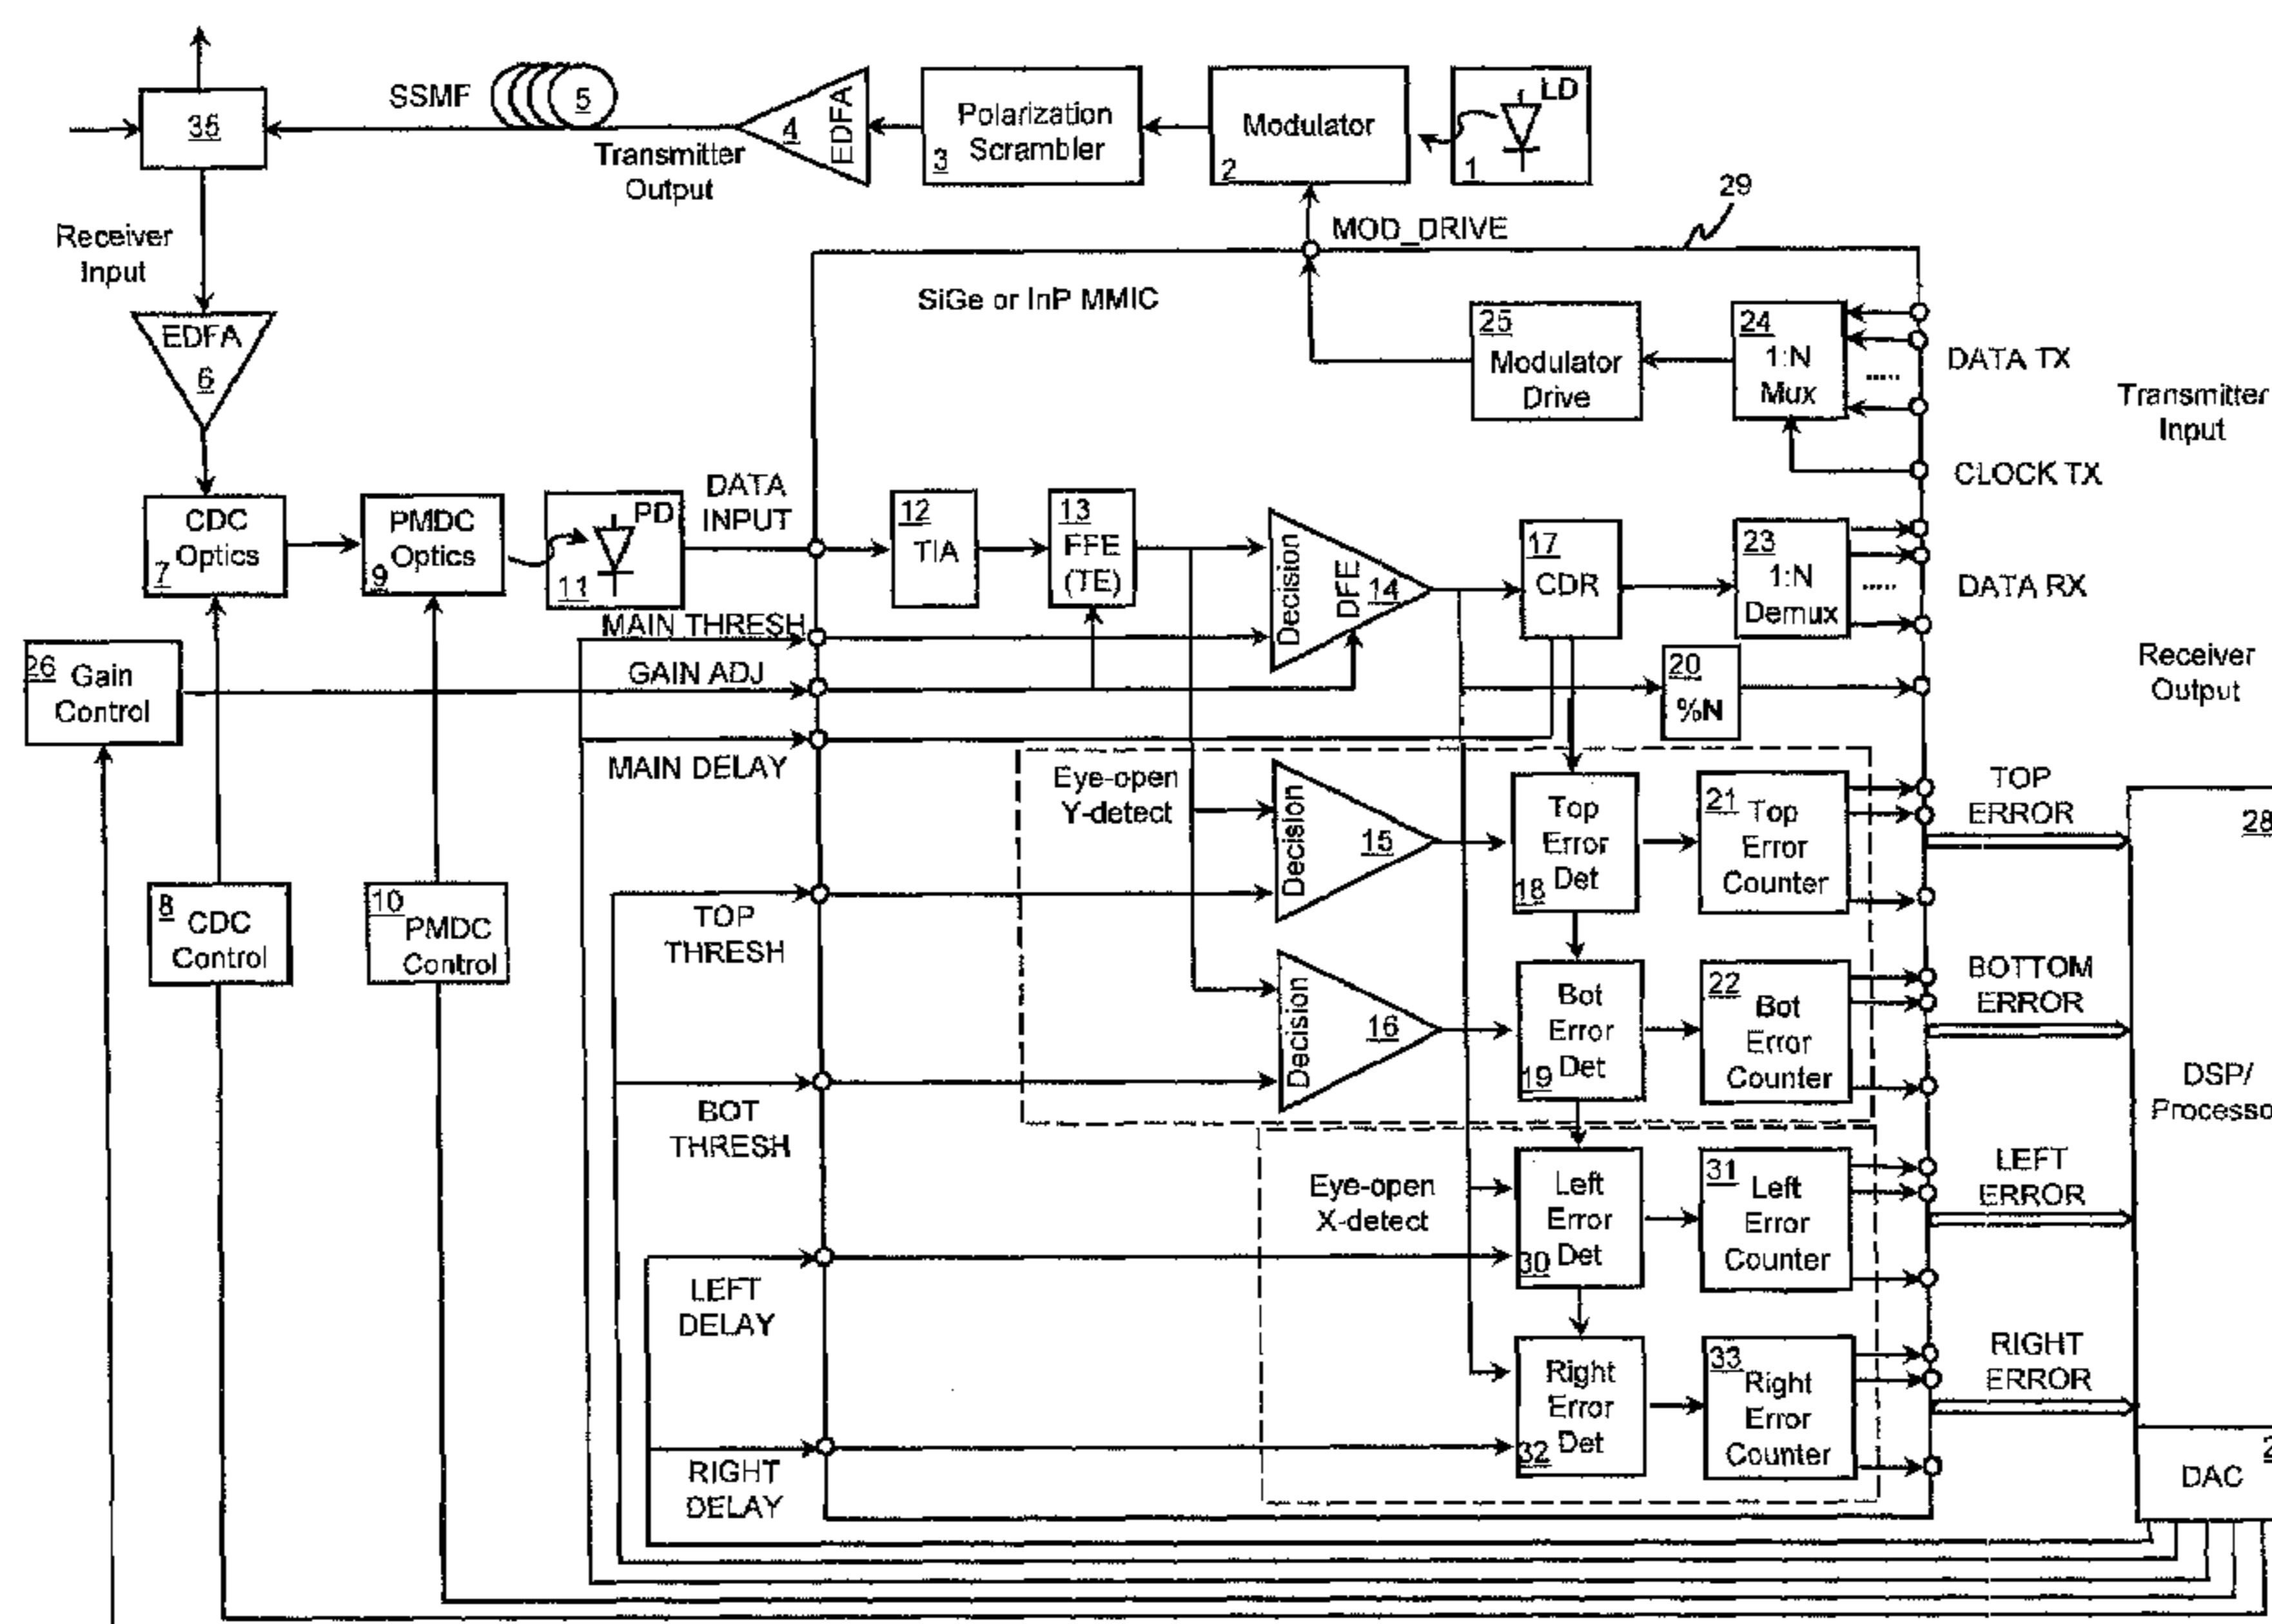 35
SSMF
5
Transmitter
Output
4
EDFA
Polarization
Scrambler
3
Modulator
2
LD
1
29
Receiver
Input
MOD_DRIVE
SiGe or InP MMIC
EDFA
6
25
Modulator
Drive
24
1:N
Mux
.....
DATA TX
Transmitter
Input
CLOCK TX
CDC
Optics
7
PMDC
Optics
9
PD
11
DATA
INPUT
12
TIA
13
FFE
(TE)
Decision
DFE
14
17
CDR
23
1:N
Demux
.....
DATA RX
MAIN THRESH
26
Gain
Control
GAIN ADJ
20
%N
Receiver
Output
MAIN DELAY
Eye-open
Y-detect
Decision
15
Top
Error
Det
18
21
Top
Error
Counter
TOP
ERROR
28
8
CDC
Control
10
PMDC
Control
TOP
THRESH
Decision
16
Bot
Error
Det
19
22
Bot
Error
Counter
BOTTOM
ERROR
DSP/
BOT
THRESH
Eye-open
X-detect
Left
Error
Det
30
31
Left
Error
Counter
LEFT
ERROR
LEFT
DELAY
Right
Error
Det
32
33
Right
Error
Counter
RIGHT
ERROR
RIGHT
DELAY
DAC